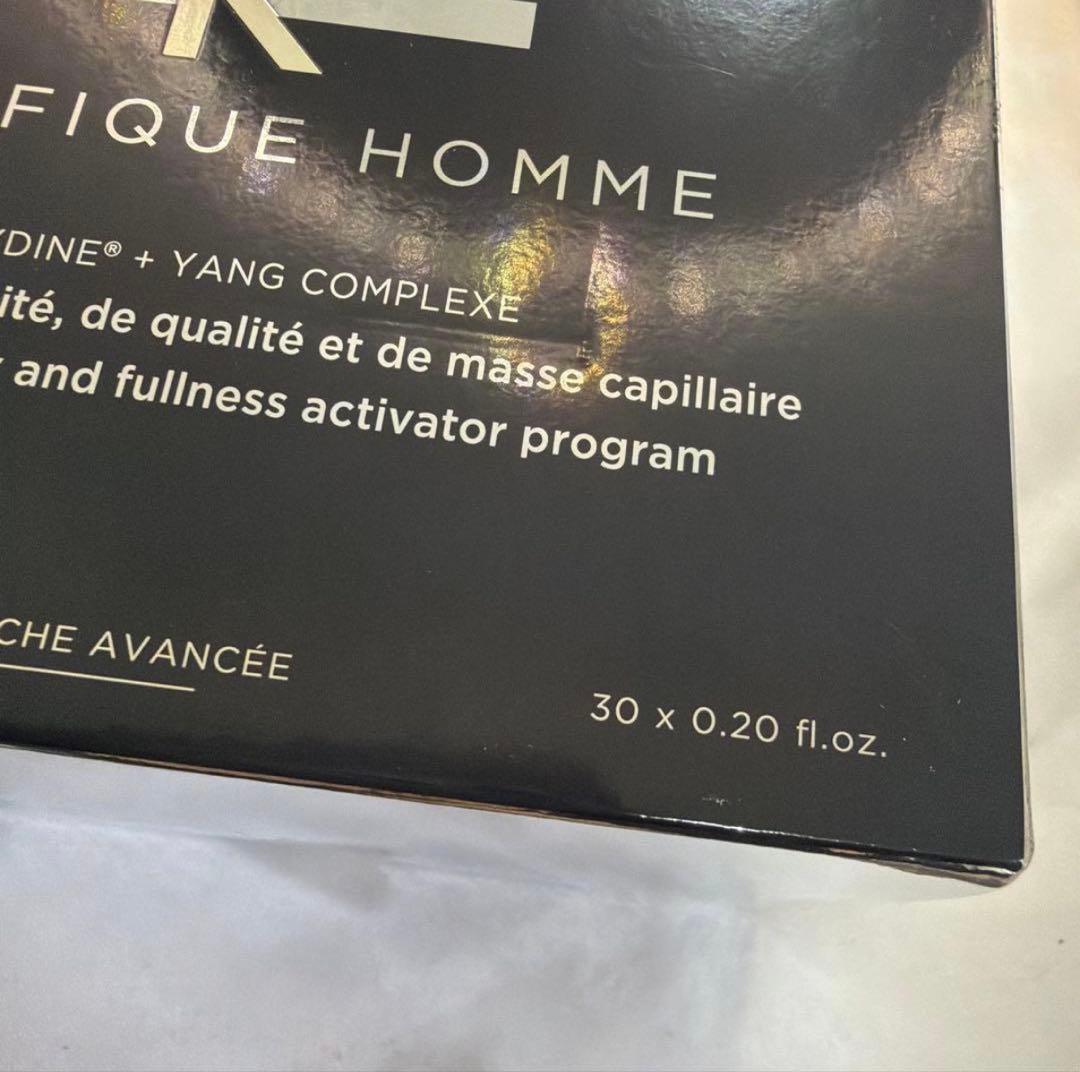 FIQUE HOMME
DINE® + YANG COMPLEXE
ité, de qualité et de masse capillaire
and fullness activator program
CHE AVANCÉE
30 x 0.20 fl.oz.